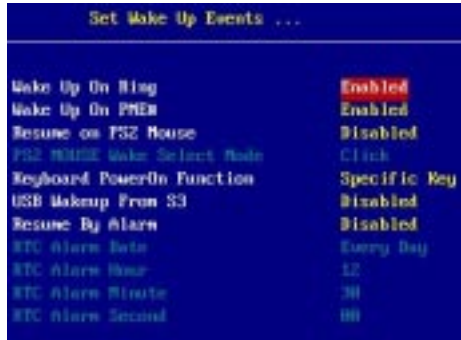 Set Wake Up Events ...
Wake Up On Ring Enabled
Wake Up On PME# Enabled
Resume on PS2 Mouse Disabled
PS2 MOUSE Wake Select Mode Click
Keyboard PowerOn Function Specific Key
USB Wakeup From S3 Disabled
Resume By Alarm Disabled
RTC Alarm Date Every Day
RTC Alarm Hour 12
RTC Alarm Minute 30
RTC Alarm Second 00